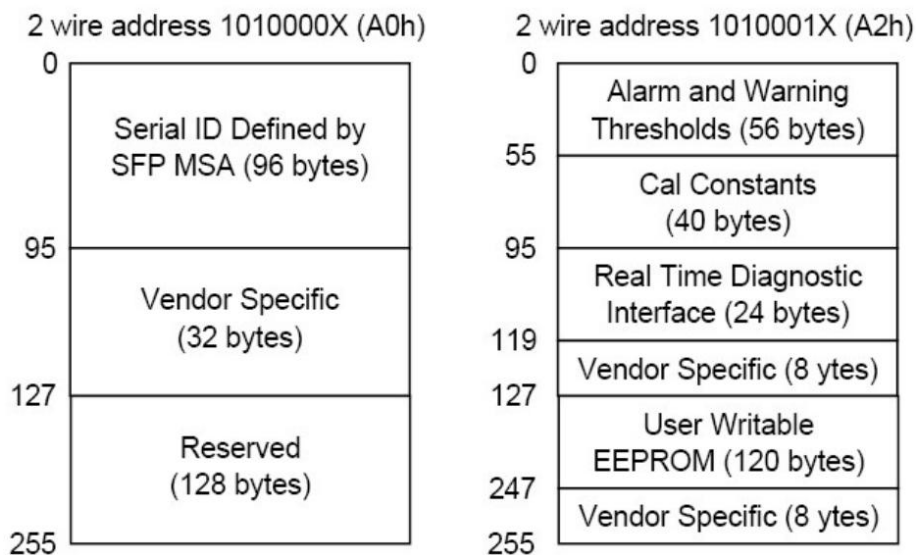 2 wire address 1010000X (A0h)
0
Serial ID Defined by
SFP MSA (96 bytes)
95
Vendor Specific
(32 bytes)
127
Reserved
(128 bytes)
255
2 wire address 1010001X (A2h)
0
Alarm and Warning
Thresholds (56 bytes)
55
Cal Constants
(40 bytes)
95
Real Time Diagnostic
Interface (24 bytes)
119
Vendor Specific (8 ytes)
127
User Writable
EEPROM (120 bytes)
247
Vendor Specific (8 ytes)
255